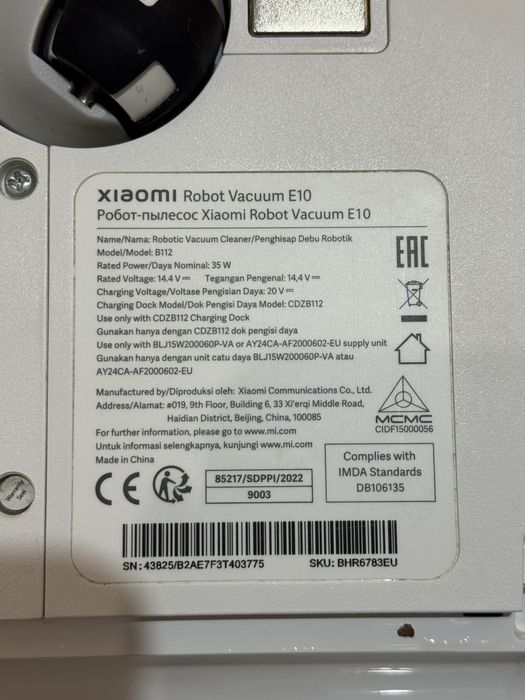 xiaomi Robot Vacuum E10
Робот-пылесос Xiaomi Robot Vacuum E10
Name/Nama: Robotic Vacuum Cleaner/Penghisap Debu Robotik
Model/Model: B112
Rated Power/Daya Nominal: 35 W
Rated Voltage: 14.4 V⎓ Tegangan Pengenal: 14,4 V⎓
Charging Voltage/Voltase Pengisian Daya: 20 V⎓
Charging Dock Model/Dok Pengisi Daya Model: CDZB112
Use only with CDZB112 Charging Dock
Gunakan hanya dengan CDZB112 dok pengisi daya
Use only with BLJ15W200060P-VA or AY24CA-AF2000602-EU supply unit
Gunakan hanya dengan unit catu daya BLJ15W200060P-VA atau
AY24CA-AF2000602-EU
EAC
Manufactured by/Diproduksi oleh: Xiaomi Communications Co., Ltd.
Address/Alamat: #019, 9th Floor, Building 6, 33 Xi'erqi Middle Road,
Haidian District, Beijing, China, 100085
For further information, please go to www.mi.com
Untuk informasi selengkapnya, kunjungi www.mi.com
Made in China
MCMC
CIDF15000056
CE
85217/SDPPI/2022
9003
Complies with
IMDA Standards
DB106135
SN: 43825/B2AE7F3T403775 SKU: BHR6783EU
Warranty
Seal